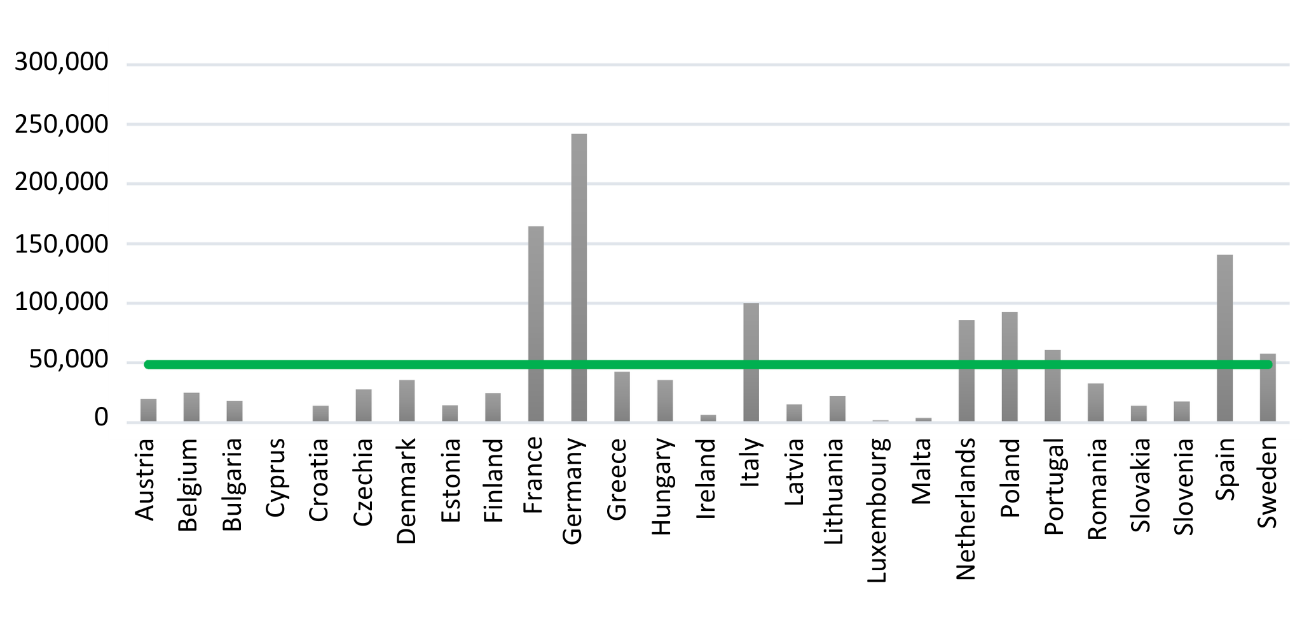 300,000
250,000
200,000
150,000
100,000
50,000
0
Austria
Belgium
Bulgaria
Cyprus
Croatia
Czechia
Denmark
Estonia
Finland
France
Germany
Greece
Hungary
Ireland
Italy
Latvia
Lithuania
Luxembourg
Malta
Netherlands
Poland
Portugal
Romania
Slovakia
Slovenia
Spain
Sweden